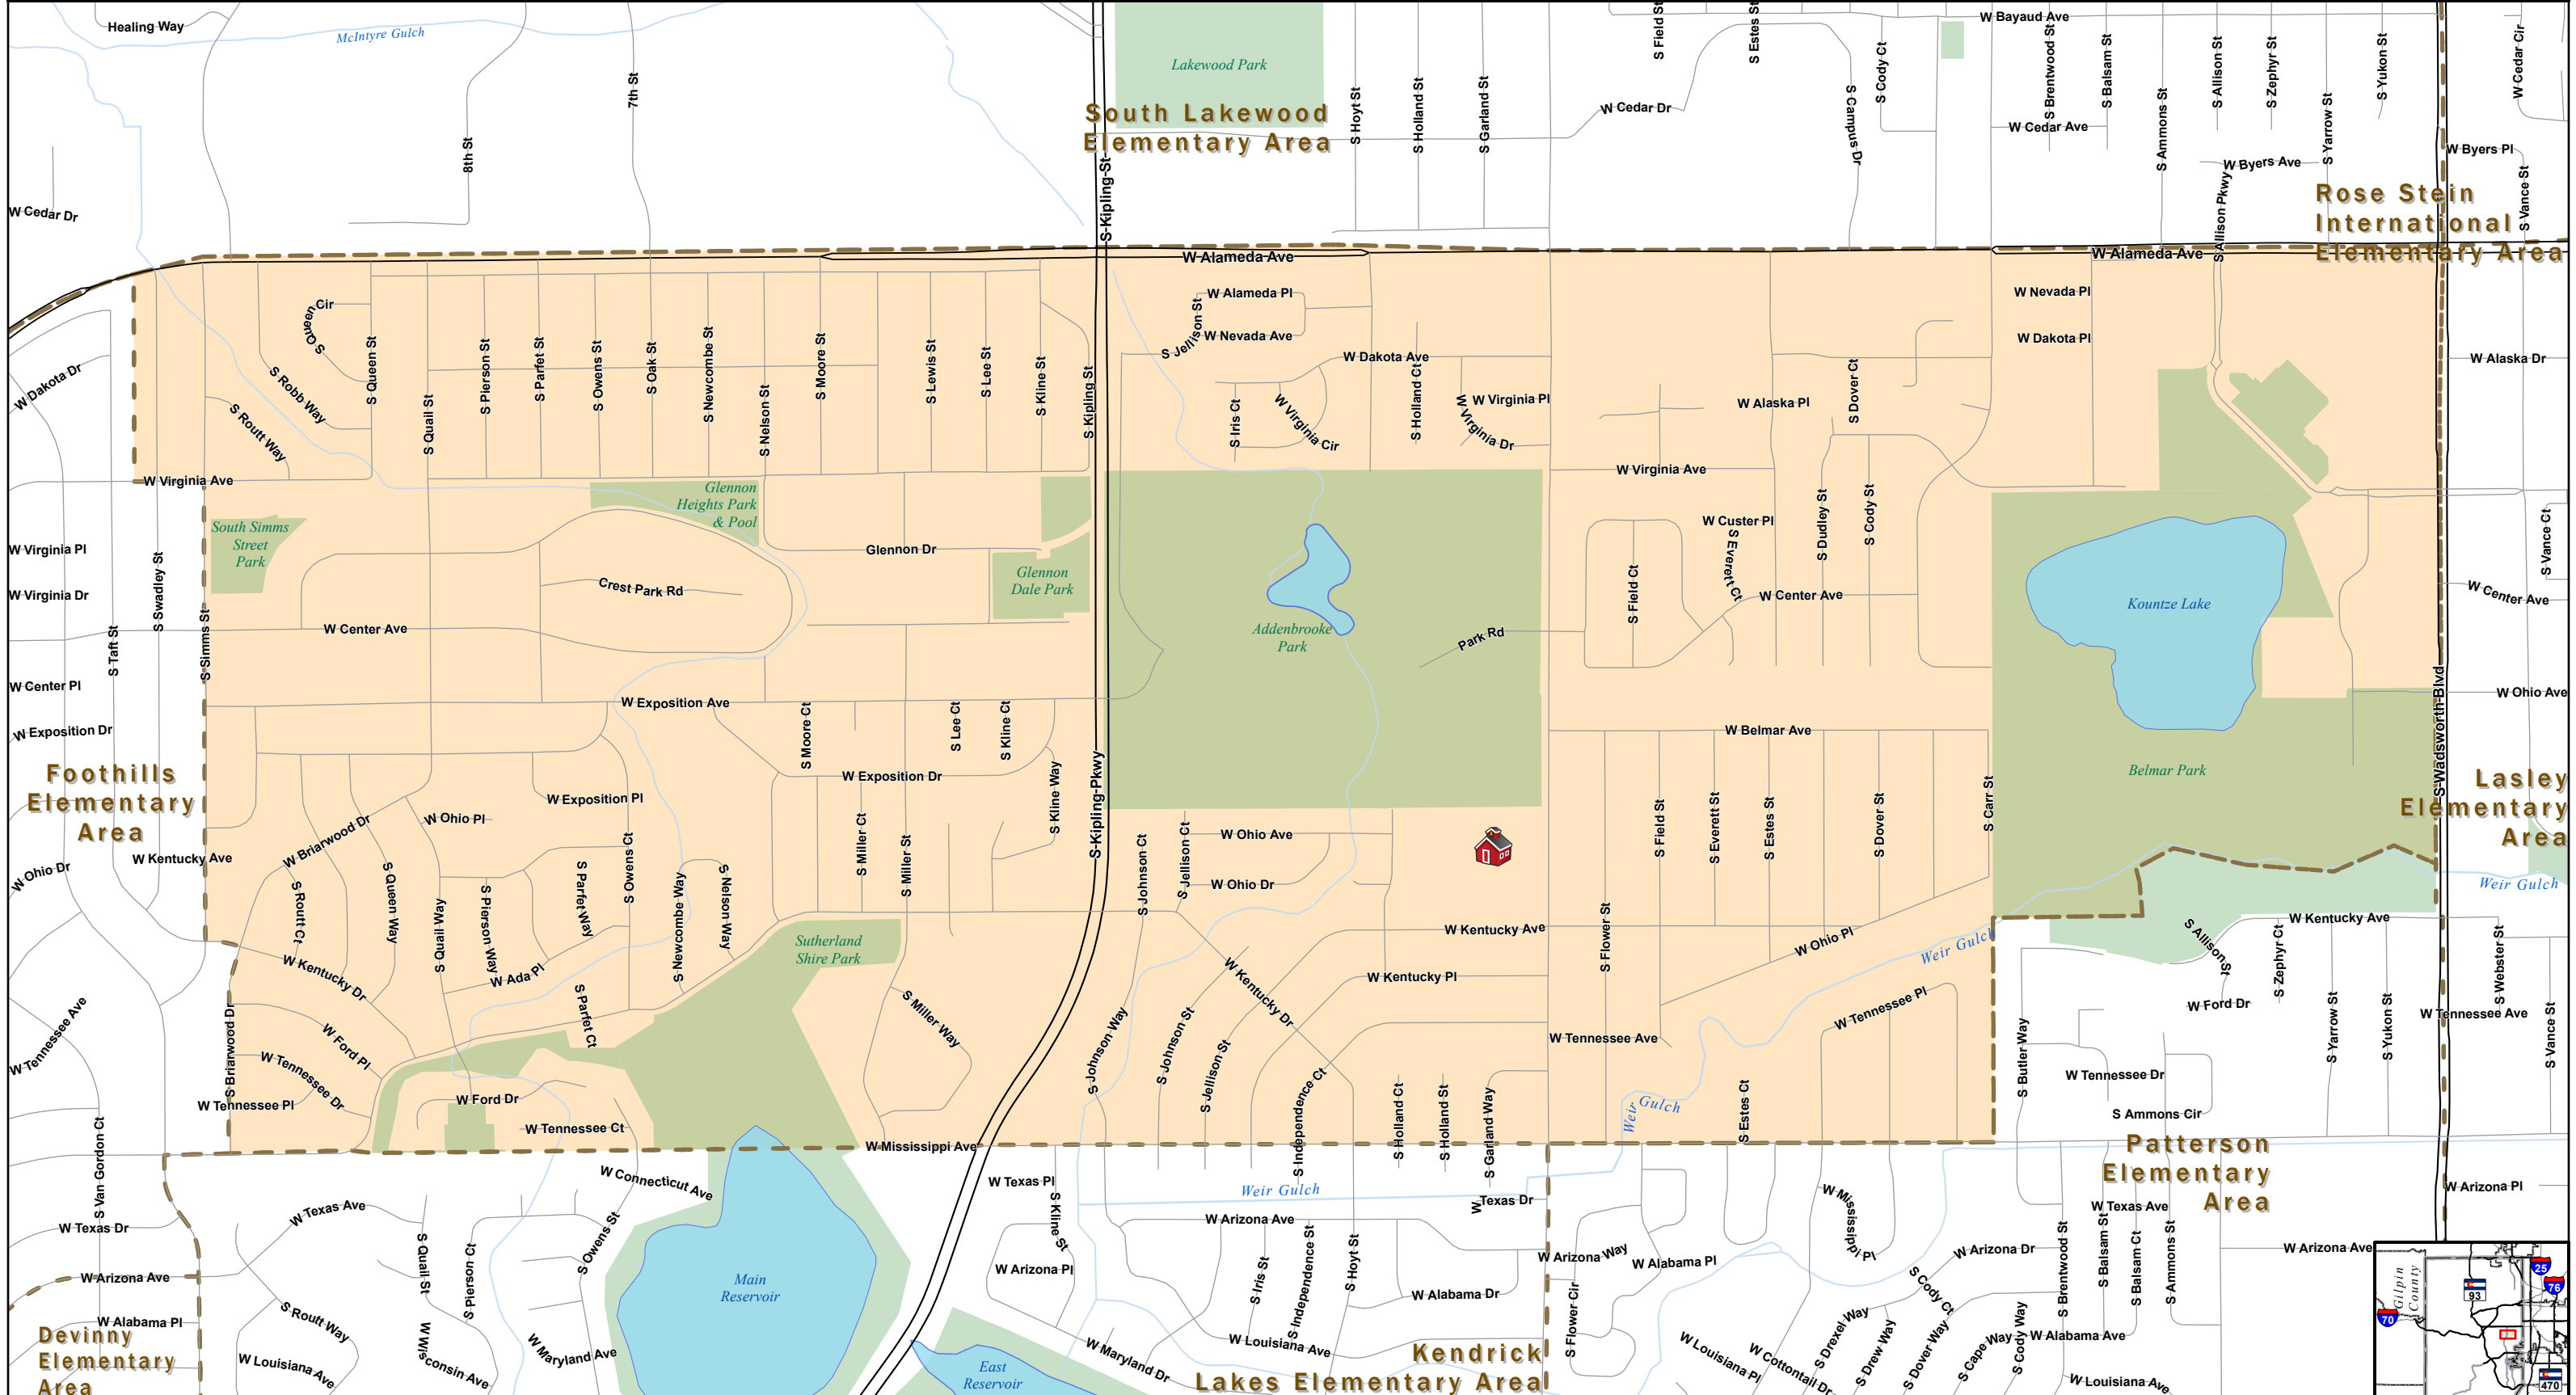 Healing Way
McIntyre Gulch
7th St
8th St
W Cedar Dr
S Kipling St
Lakewood Park
South Lakewood
Elementary Area
S Hoyt St
S Holland St
S Garland St
S Field St
S Estes St
W Cedar Dr
S Campus Dr
S Cody Ct
W Bayaud Ave
S Brentwood St
S Balsam St
W Cedar Ave
S Ammons St
S Allison St
S Zephyr St
W Byers Ave
S Yarrow St
S Yukon St
S Allison Pkwy
W Cedar Cir
W Byers Pl
S Vance St
Rose Stein
International
Elementary Area
W Alameda Ave
W Alameda Ave
W Dakota Dr
S Queen Cir
S Robb Way
S Routt Way
S Queen St
S Quail St
S Pierson St
S Parfet St
S Owens St
S Oak St
S Newcombe St
S Nelson St
S Moore St
S Lewis St
S Lee St
S Kline St
S Kipling St
W Alameda Pl
S Jellison St
W Nevada Ave
W Dakota Ave
S Iris Ct
W Virginia Cir
S Holland Ct
W Virginia Pl
W Virginia Dr
W Alaska Pl
S Dover Ct
W Nevada Pl
W Dakota Pl
W Alaska Dr
W Virginia Ave
W Virginia Ave
Glennon
Heights Park
& Pool
South Simms
Street
Park
W Virginia Pl
W Virginia Dr
S Swadley St
S Taft St
S Simms St
Crest Park Rd
Glennon Dr
Glennon
Dale Park
W Center Ave
Addenbrooke
Park
Park Rd
S Field Ct
W Custer Pl
S Everett Ct
S Dudley St
S Cody St
W Center Ave
Kountze Lake
W Center Ave
S Vance Ct
W Center Pl
W Exposition Dr
W Exposition Ave
S Moore Ct
S Lee Ct
S Kline Ct
W Exposition Dr
S Kline Way
S Kipling Pkwy
W Belmar Ave
S Carr St
Belmar Park
S Wadsworth Blvd
W Ohio Ave
Foothills
Elementary
Area
Lasley
Elementary
Area
W Exposition Pl
W Ohio Pl
W Briarwood Dr
W Kentucky Ave
W Ohio Dr
S Routt Ct
S Queen Way
S Quail Way
S Pierson Way
S Parfet Way
S Owens Ct
S Newcombe Way
S Nelson Way
S Miller Ct
S Miller St
S Johnson Ct
S Jellison Ct
W Ohio Ave
W Ohio Dr
S Field St
S Everett St
S Estes St
S Dover St
Weir Gulch
Sutherland
Shire Park
W Kentucky Dr
W Ada Pl
S Parfet Ct
S Miller Way
W Kentucky Ave
W Kentucky Pl
W Kentucky Dr
S Flower St
W Ohio Pl
Weir Gulch
W Kentucky Ave
S Allison St
S Zephyr Ct
S Webster St
W Ford Dr
W Tennessee Ave
S Briarwood Dr
W Ford Pl
W Tennessee Dr
W Tennessee Pl
W Ford Dr
W Tennessee Ct
S Johnson Way
S Johnson St
S Jellison St
S Independence Ct
S Holland Ct
S Holland St
S Garland Way
W Tennessee Ave
W Tennessee Pl
Weir Gulch
S Estes Ct
S Butler Way
W Tennessee Dr
S Ammons Cir
S Yarrow St
S Yukon St
W Tennessee Ave
S Vance St
W Mississippi Ave
Patterson
Elementary
Area
S Van Gordon Ct
W Connecticut Ave
W Texas Ave
W Texas Dr
S Quail St
S Pierson Ct
S Owens St
W Texas Pl
S Kline St
Weir Gulch
W Texas Dr
W Arizona Ave
W Mississippi Pl
W Texas Ave
W Arizona Pl
W Arizona Ave
W Alabama Pl
Devinny
Elementary
Area
S Routt Way
W Louisiana Ave
W Wisconsin Ave
W Maryland Ave
Main
Reservoir
East
Reservoir
W Arizona Pl
W Maryland Dr
S Iris St
S Independence St
S Hoyt St
W Louisiana Ave
W Alabama Dr
Kendrick
Lakes Elementary Area
W Arizona Way
S Flower Cir
W Alabama Pl
W Louisiana Pl
W Cottontail Dr
S Drexel Way
S Drew Way
S Dover Way
S Cody Ct
W Arizona Dr
S Cape Way
S Cody Way
W Alabama Ave
S Brentwood St
S Balsam St
S Balsam Ct
S Ammons St
W Louisiana Ave
W Arizona Ave
Gilpin
County
93
25
76
70
470